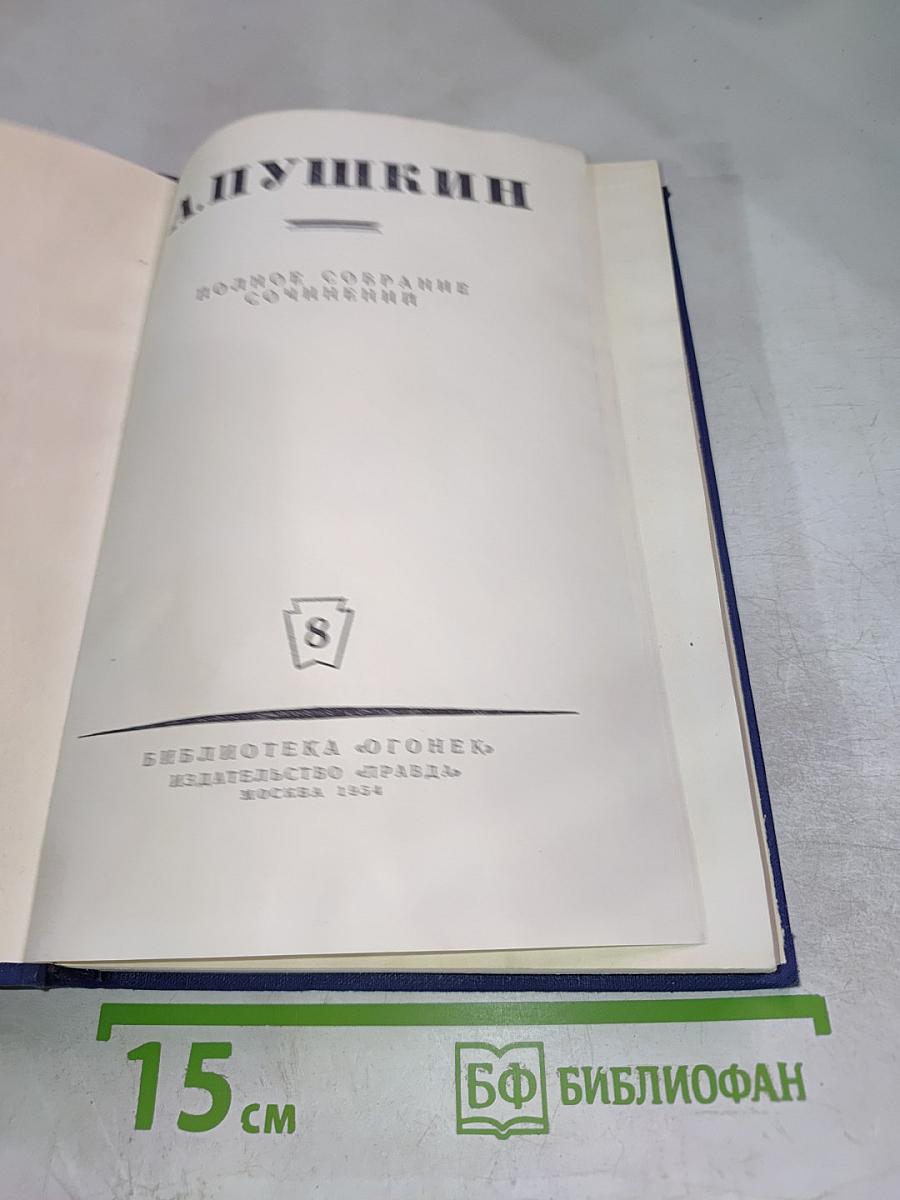 А.ПУШКИН
ПОЛНОЕ СОБРАНИЕ
СОЧИНЕНИЙ
8
БИБЛИОТЕКА «ОГОНЕК»
ИЗДАТЕЛЬСТВО «ПРАВДА»
МОСКВА 1954
15 см
БФ БИБЛИОФАН